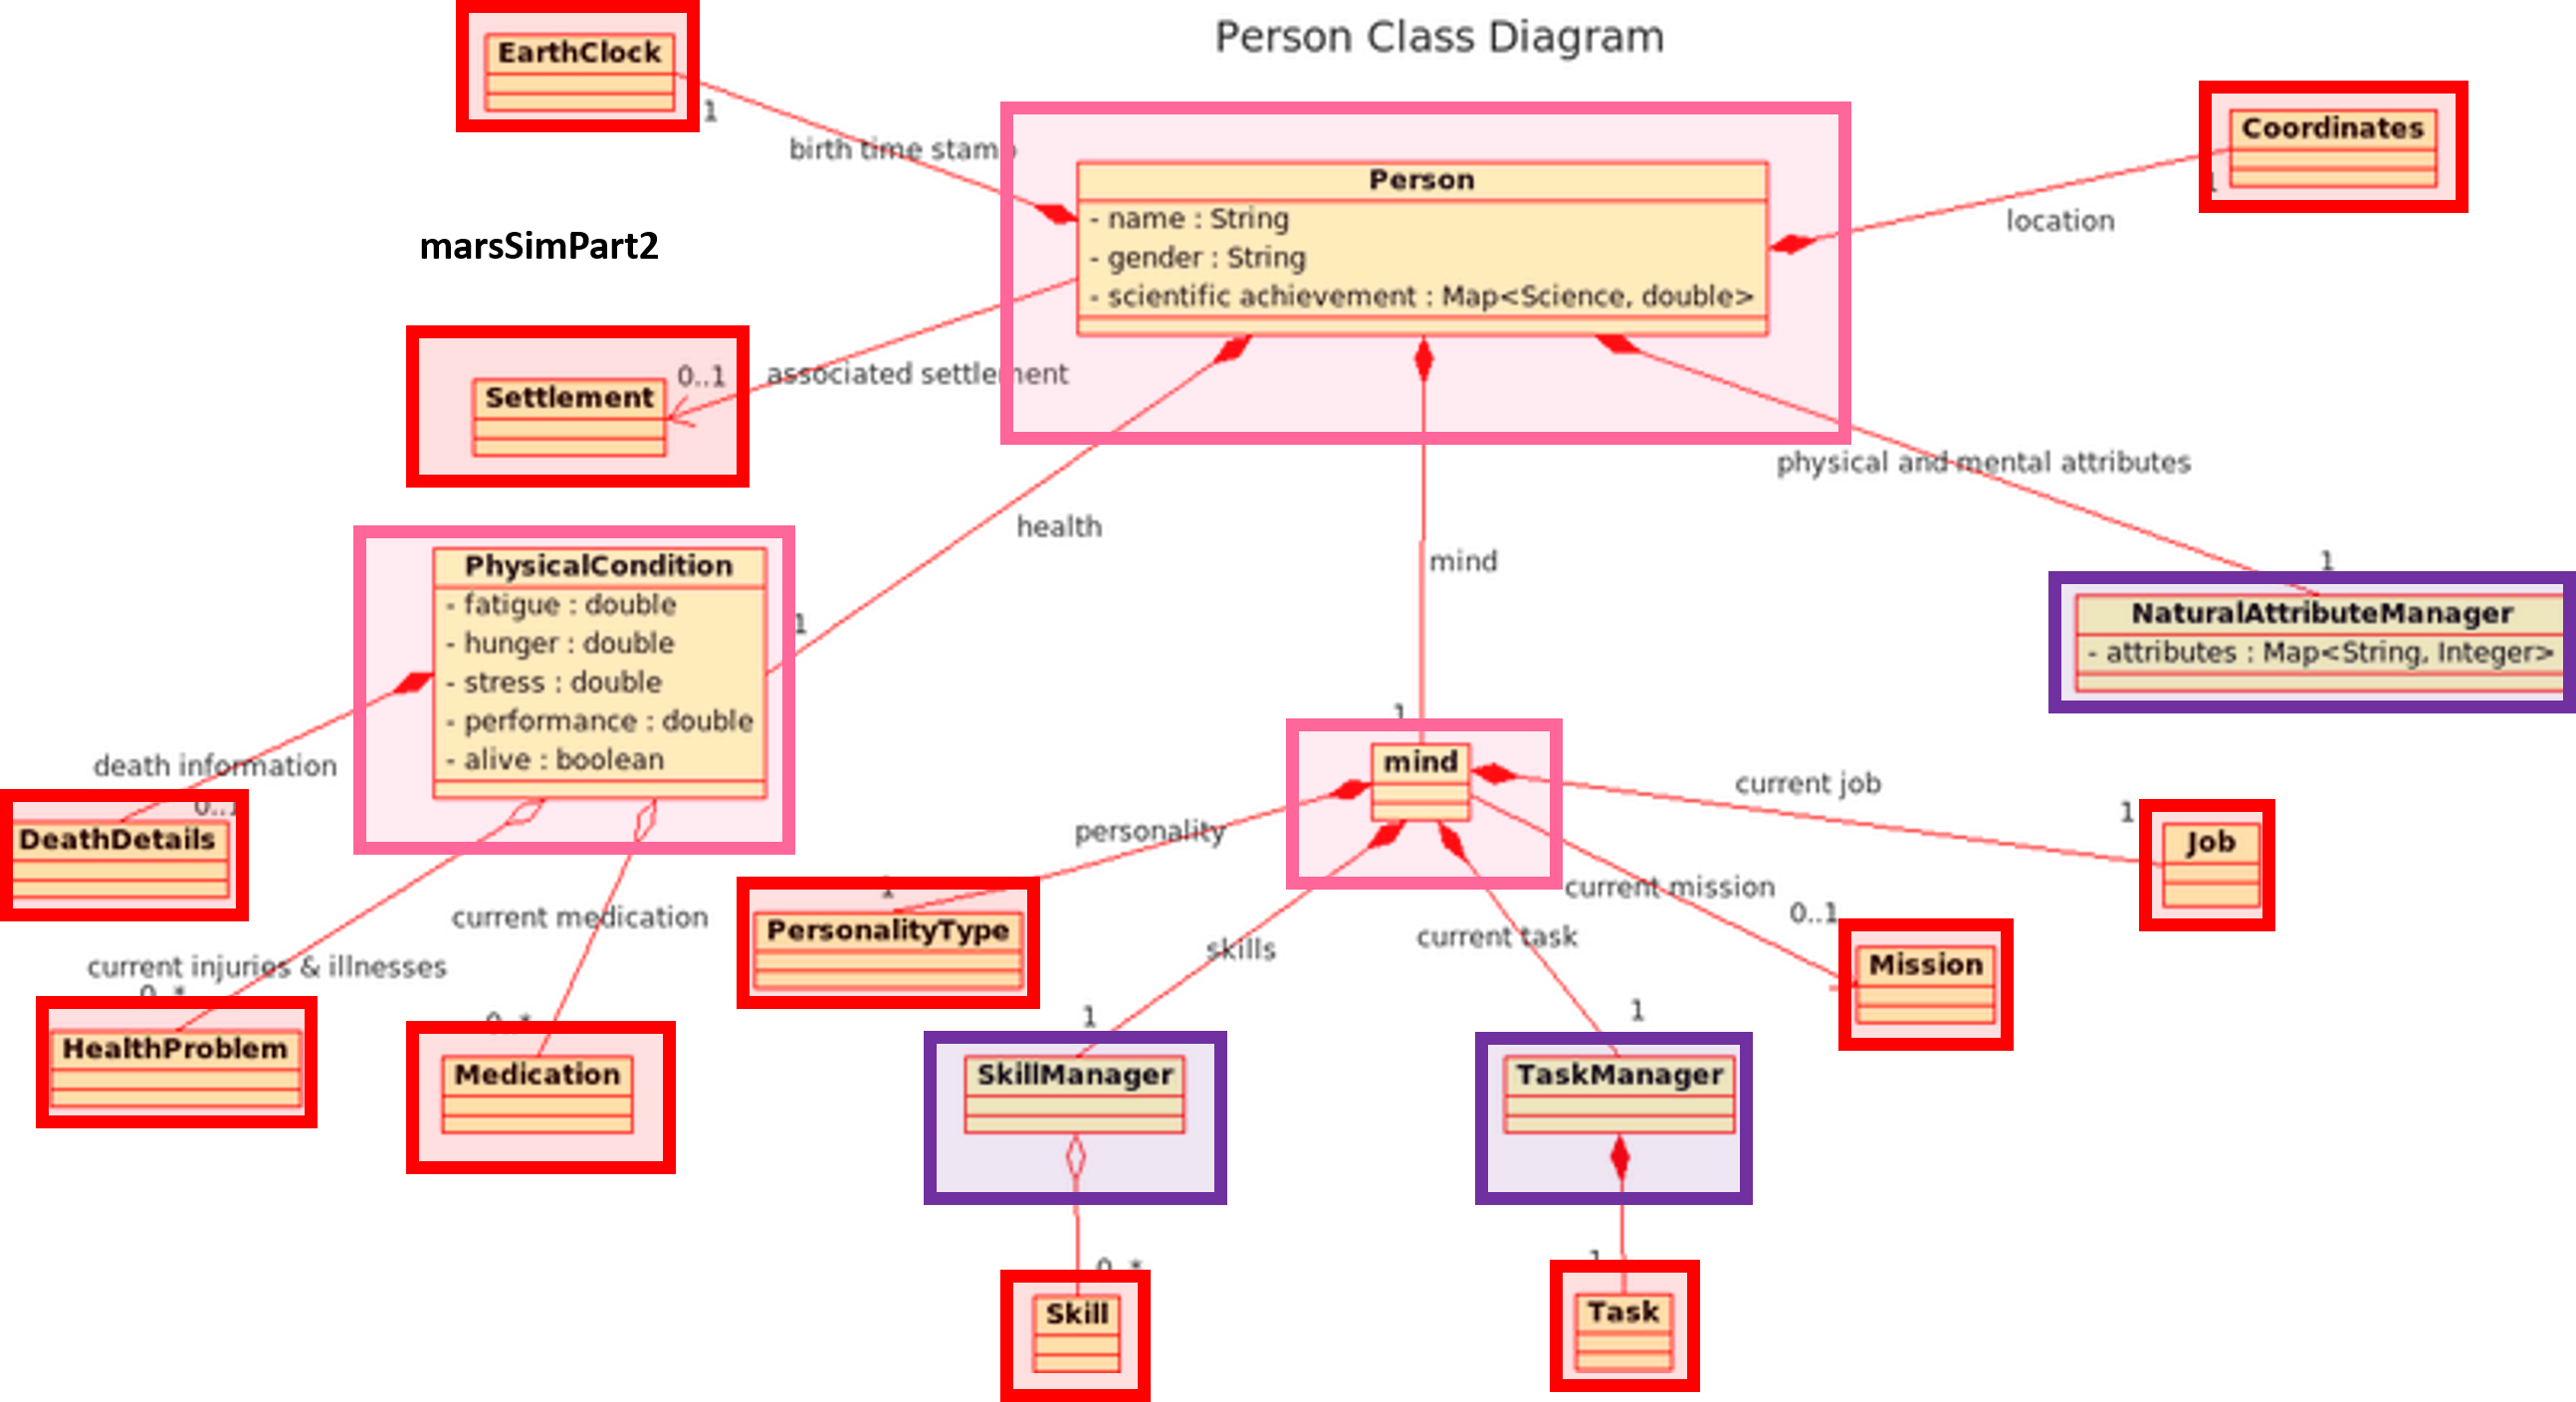 Person Class Diagram
EarthClock
1
birth time stamp
Coordinates
1
location
Person
- name : String
- gender : String
- scientific achievement : Map<Science, double>
marsSimPart2
Settlement
0..1
associated settlement
physical and mental attributes
1
health
mind
1
NaturalAttributeManager
- attributes : Map<String, Integer>
PhysicalCondition
- fatigue : double
- hunger : double
- stress : double
- performance : double
- alive : boolean
1
mind
current job
1
Job
death information
0..1
DeathDetails
personality
1
PersonalityType
current mission
0..1
Mission
current medication
skills
current task
current injuries & illnesses
0..*
HealthProblem
0..*
Medication
1
SkillManager
1
TaskManager
0..*
Skill
1
Task